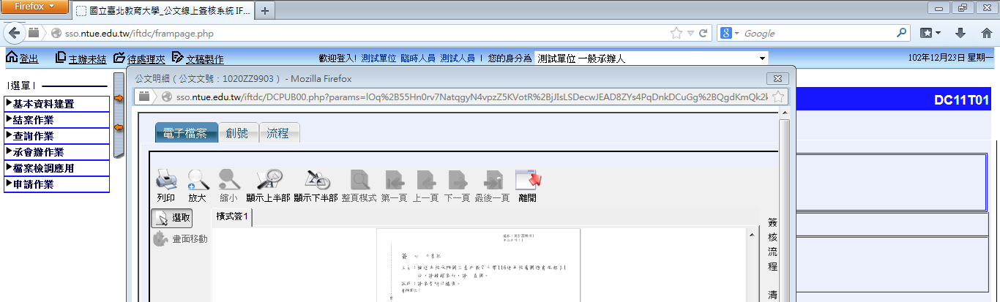 Firefox
國立臺北教育大學_公文線上簽核系統 IF...
sso.ntue.edu.tw/iftdc/frampage.php
Google
登出 主辦未結 待處理夾 文稿製作 歡迎登入! 測試單位 臨時人員 測試人員 | 您的身分為 測試單位 一般承辦人 102年12月23日 星期一
公文明細(公文文號：1020ZZ9903) - Mozilla Firefox
sso.ntue.edu.tw/iftdc/DCPUB00.php?params=lOq%2B55Hn0rv7NatqgyN4vpzZ5KVotR%2BjJIsLSDecwJEAD8ZYs4PqDnkDCuGg%2BQgdKmQk2k
|選單|
基本資料建置
結案作業
查詢作業
承會辦作業
檔案檢調應用
申請作業
DC11T01
電子檔案 創號 流程
列印 放大 縮小 顯示上半部 顯示下半部 整頁模式 第一頁 上一頁 下一頁 最後一頁 離開
選取
畫面移動
橫式簽1
簽核流程
清